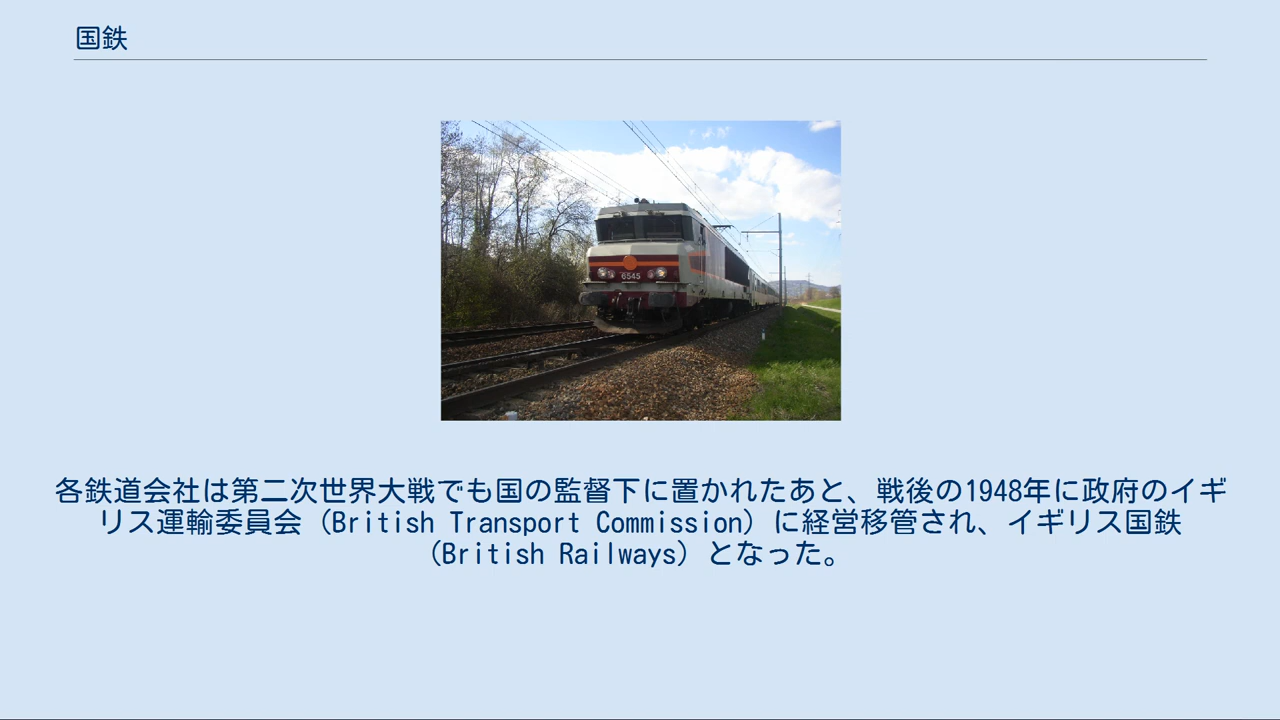 国鉄
6545
各鉄道会社は第二次世界大戦でも国の監督下に置かれたあと、戦後の1948年に政府のイギ
リス運輸委員会（British Transport Commission）に経営移管され、イギリス国鉄
（British Railways）となった。